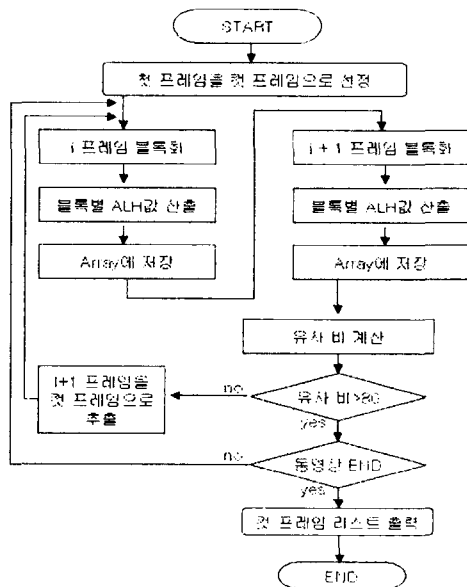 START
첫 프레임을 컷 프레임으로 선정
i 프레임 블록화
블록별 ALH값 산출
Array에 저장
i + 1 프레임 블록화
블록별 ALH값 산출
Array에 저장
유사 비 계산
유사 비>80
no
yes
i+1 프레임을
컷 프레임으로
추출
동영상 END
no
yes
컷 프레임 리스트 출력
END